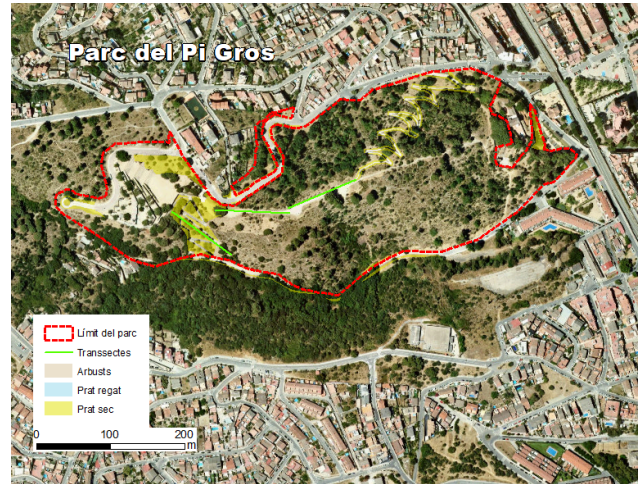 Parc del Pi Gros
Límit del parc
Transsectes
Arbusts
Prat regat
Prat sec
0 100 200
m